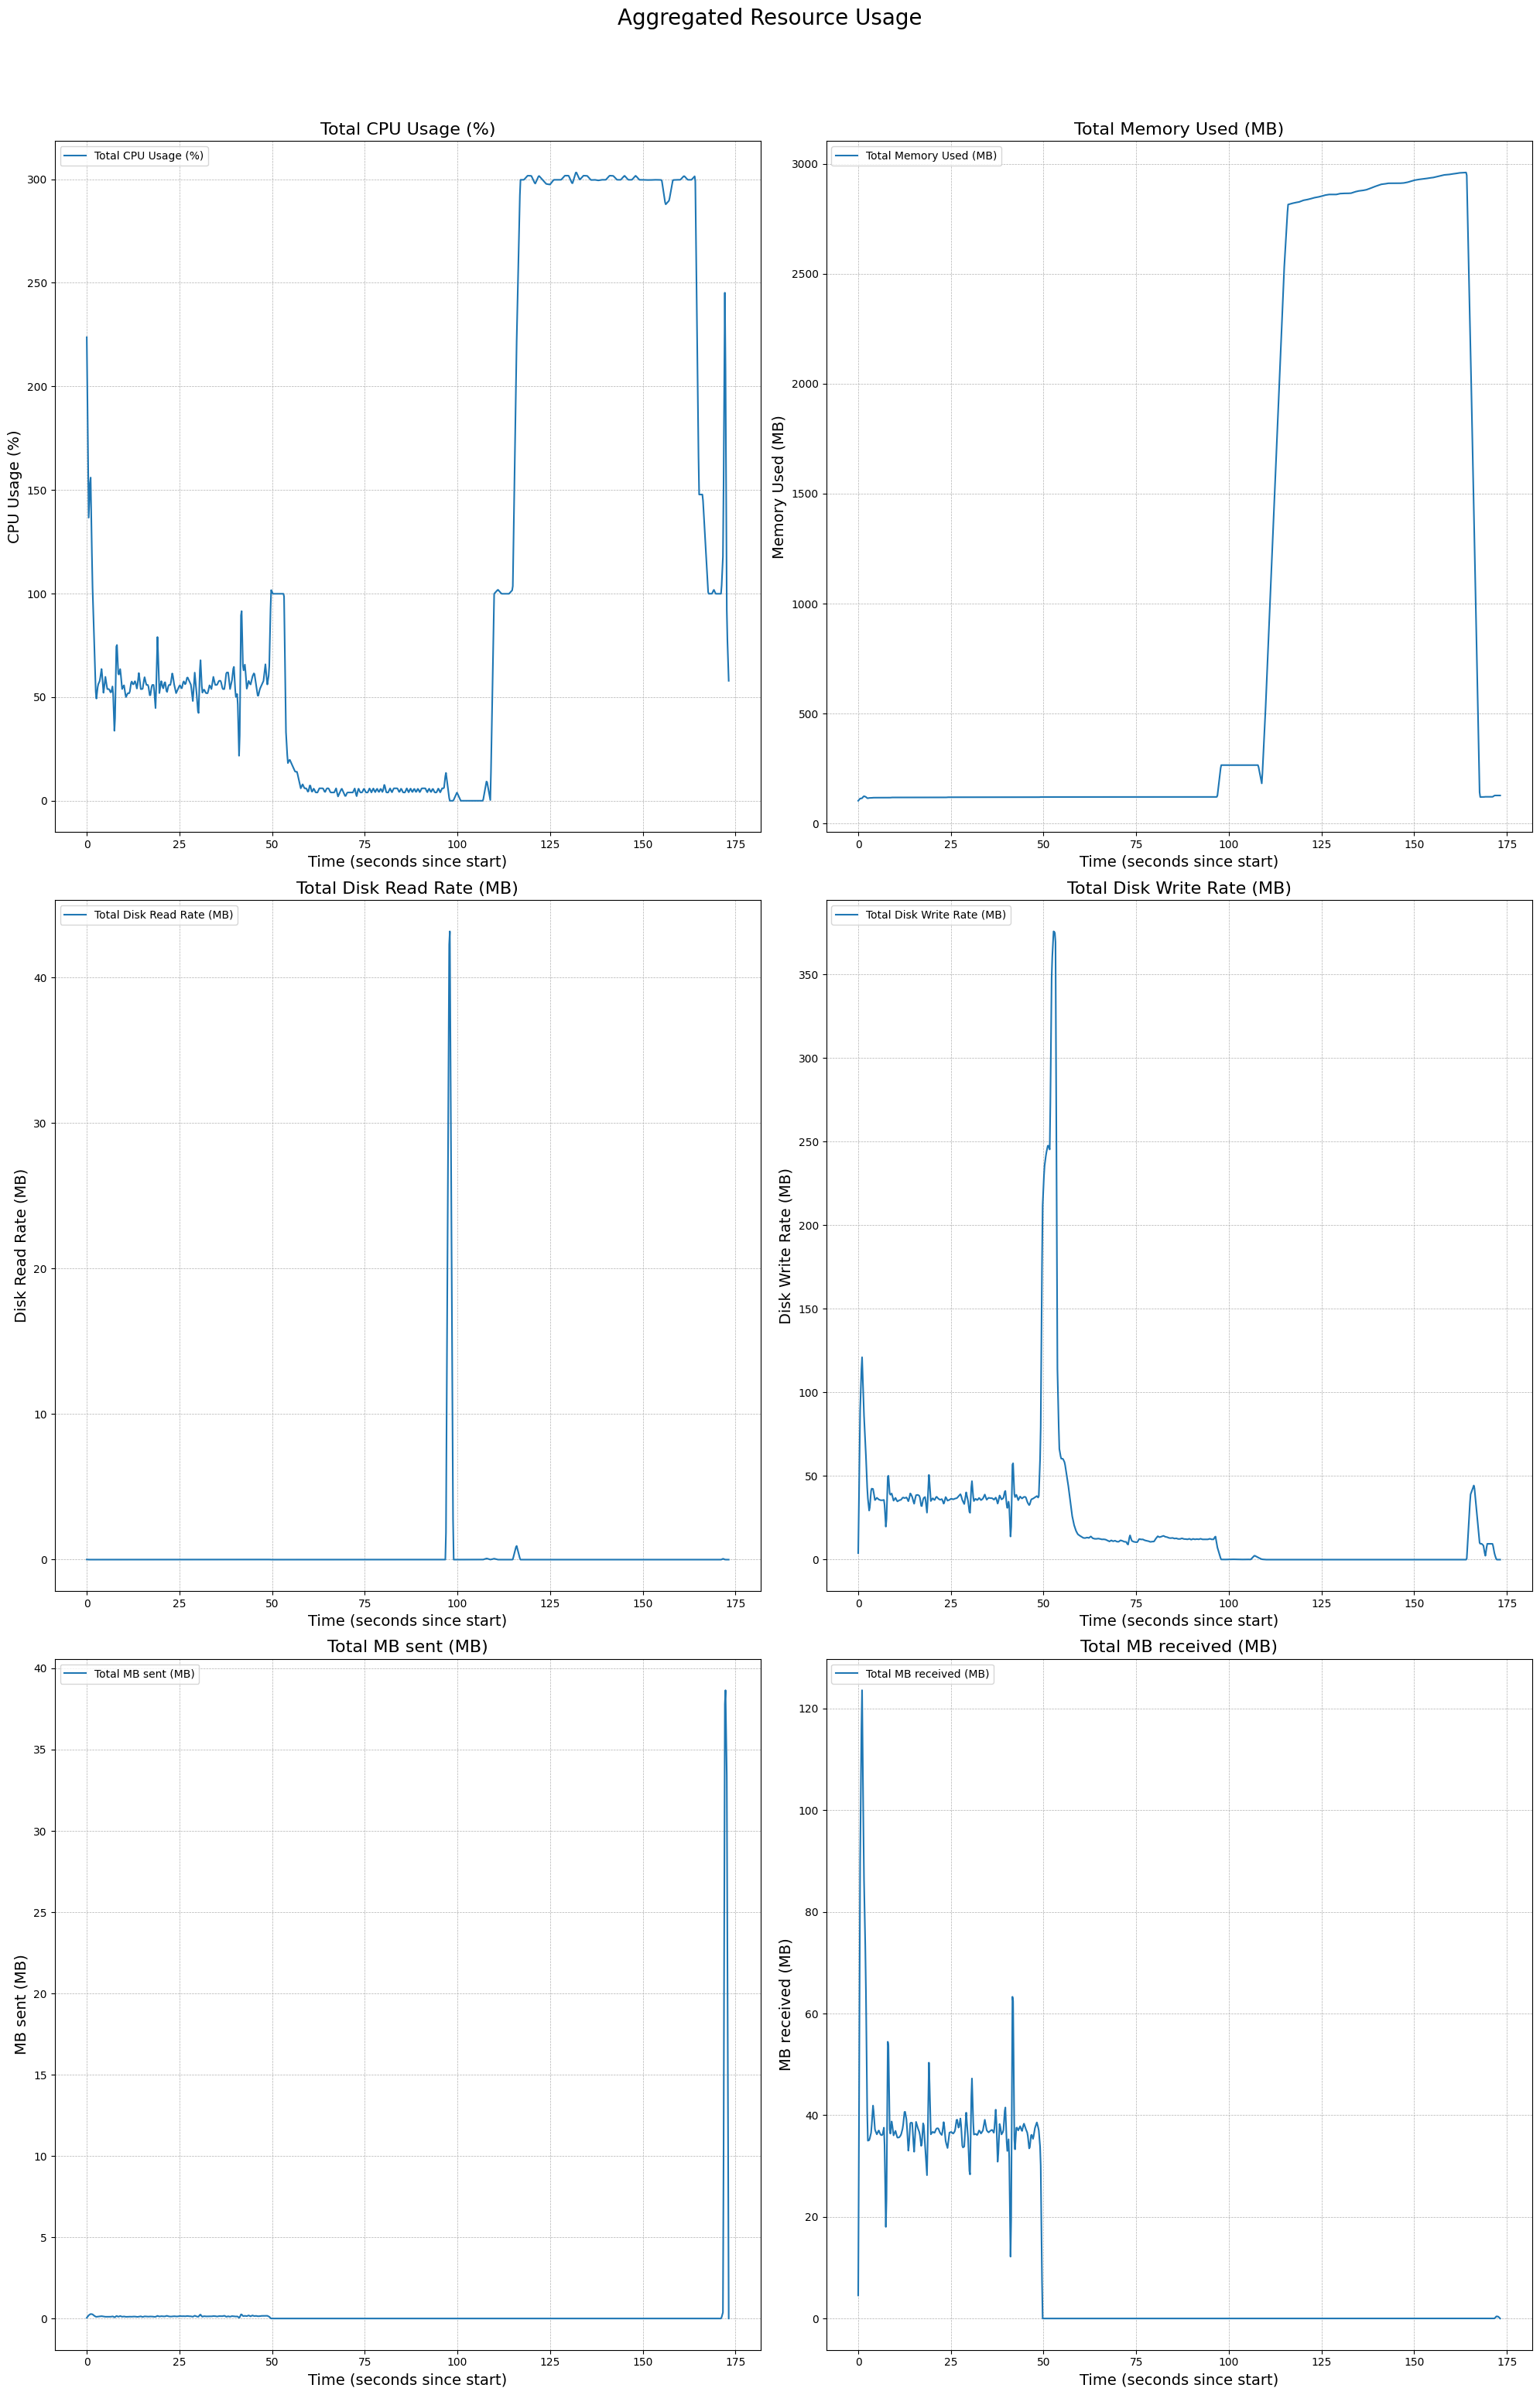 Aggregated Resource Usage
Total CPU Usage (%)
Total CPU Usage (%)
300
250
200
150
100
50
0
CPU Usage (%)
0 25 50 75 100 125 150 175
Time (seconds since start)
Total Memory Used (MB)
Total Memory Used (MB)
3000
2500
2000
1500
1000
500
0
Memory Used (MB)
0 25 50 75 100 125 150 175
Time (seconds since start)
Total Disk Read Rate (MB)
Total Disk Read Rate (MB)
40
30
20
10
0
Disk Read Rate (MB)
0 25 50 75 100 125 150 175
Time (seconds since start)
Total Disk Write Rate (MB)
Total Disk Write Rate (MB)
350
300
250
200
150
100
50
0
Disk Write Rate (MB)
0 25 50 75 100 125 150 175
Time (seconds since start)
Total MB sent (MB)
Total MB sent (MB)
40
35
30
25
20
15
10
5
0
MB sent (MB)
0 25 50 75 100 125 150 175
Time (seconds since start)
Total MB received (MB)
Total MB received (MB)
120
100
80
60
40
20
0
MB received (MB)
0 25 50 75 100 125 150 175
Time (seconds since start)